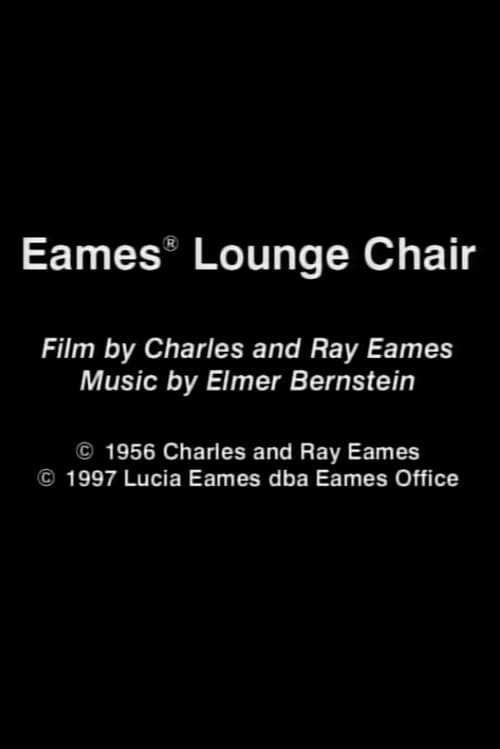 Eames® Lounge Chair
Film by Charles and Ray Eames
Music by Elmer Bernstein
© 1956 Charles and Ray Eames
© 1997 Lucia Eames dba Eames Office